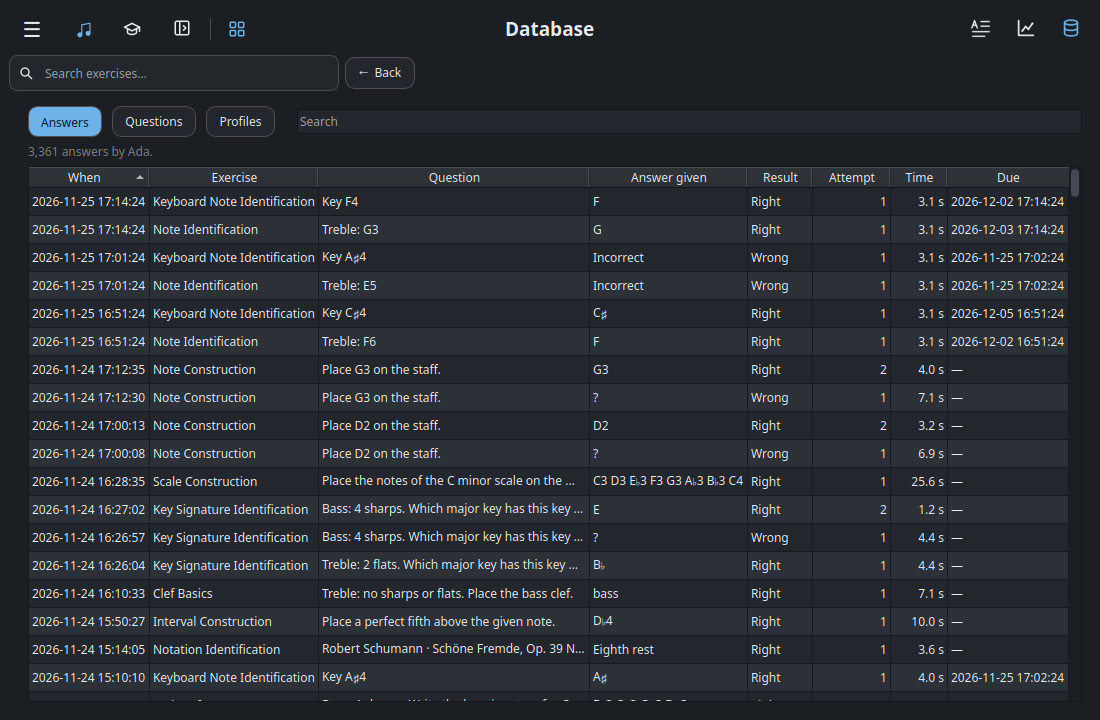 Database
Search exercises...
← Back
Answers Questions Profiles Search
3,361 answers by Ada.
When Exercise Question Answer given Result Attempt Time Due
2026-11-25 17:14:24 Keyboard Note Identification Key F4 F Right 1 3.1 s 2026-12-02 17:14:24
2026-11-25 17:14:24 Note Identification Treble: G3 G Right 1 3.1 s 2026-12-03 17:14:24
2026-11-25 17:01:24 Keyboard Note Identification Key A♯4 Incorrect Wrong 1 3.1 s 2026-11-25 17:02:24
2026-11-25 17:01:24 Note Identification Treble: E5 Incorrect Wrong 1 3.1 s 2026-11-25 17:02:24
2026-11-25 16:51:24 Keyboard Note Identification Key C♯4 C♯ Right 1 3.1 s 2026-12-05 16:51:24
2026-11-25 16:51:24 Note Identification Treble: F6 F Right 1 3.1 s 2026-12-02 16:51:24
2026-11-24 17:12:35 Note Construction Place G3 on the staff. G3 Right 2 4.0 s —
2026-11-24 17:12:30 Note Construction Place G3 on the staff. ? Wrong 1 7.1 s —
2026-11-24 17:00:13 Note Construction Place D2 on the staff. D2 Right 2 3.2 s —
2026-11-24 17:00:08 Note Construction Place D2 on the staff. ? Wrong 1 6.9 s —
2026-11-24 16:28:35 Scale Construction Place the notes of the C minor scale on the ... C3 D3 E♭3 F3 G3 A♭3 B♭3 C4 Right 1 25.6 s —
2026-11-24 16:27:02 Key Signature Identification Bass: 4 sharps. Which major key has this key ... E Right 2 1.2 s —
2026-11-24 16:26:57 Key Signature Identification Bass: 4 sharps. Which major key has this key ... ? Wrong 1 4.4 s —
2026-11-24 16:26:04 Key Signature Identification Treble: 2 flats. Which major key has this key ... B♭ Right 1 4.4 s —
2026-11-24 16:10:33 Clef Basics Treble: no sharps or flats. Place the bass clef. bass Right 1 7.1 s —
2026-11-24 15:50:27 Interval Construction Place a perfect fifth above the given note. D♭4 Right 1 10.0 s —
2026-11-24 15:14:05 Notation Identification Robert Schumann · Schöne Fremde, Op. 39 N... Eighth rest Right 1 3.6 s —
2026-11-24 15:10:10 Keyboard Note Identification Key A♯4 A♯ Right 1 4.0 s 2026-11-25 17:02:24